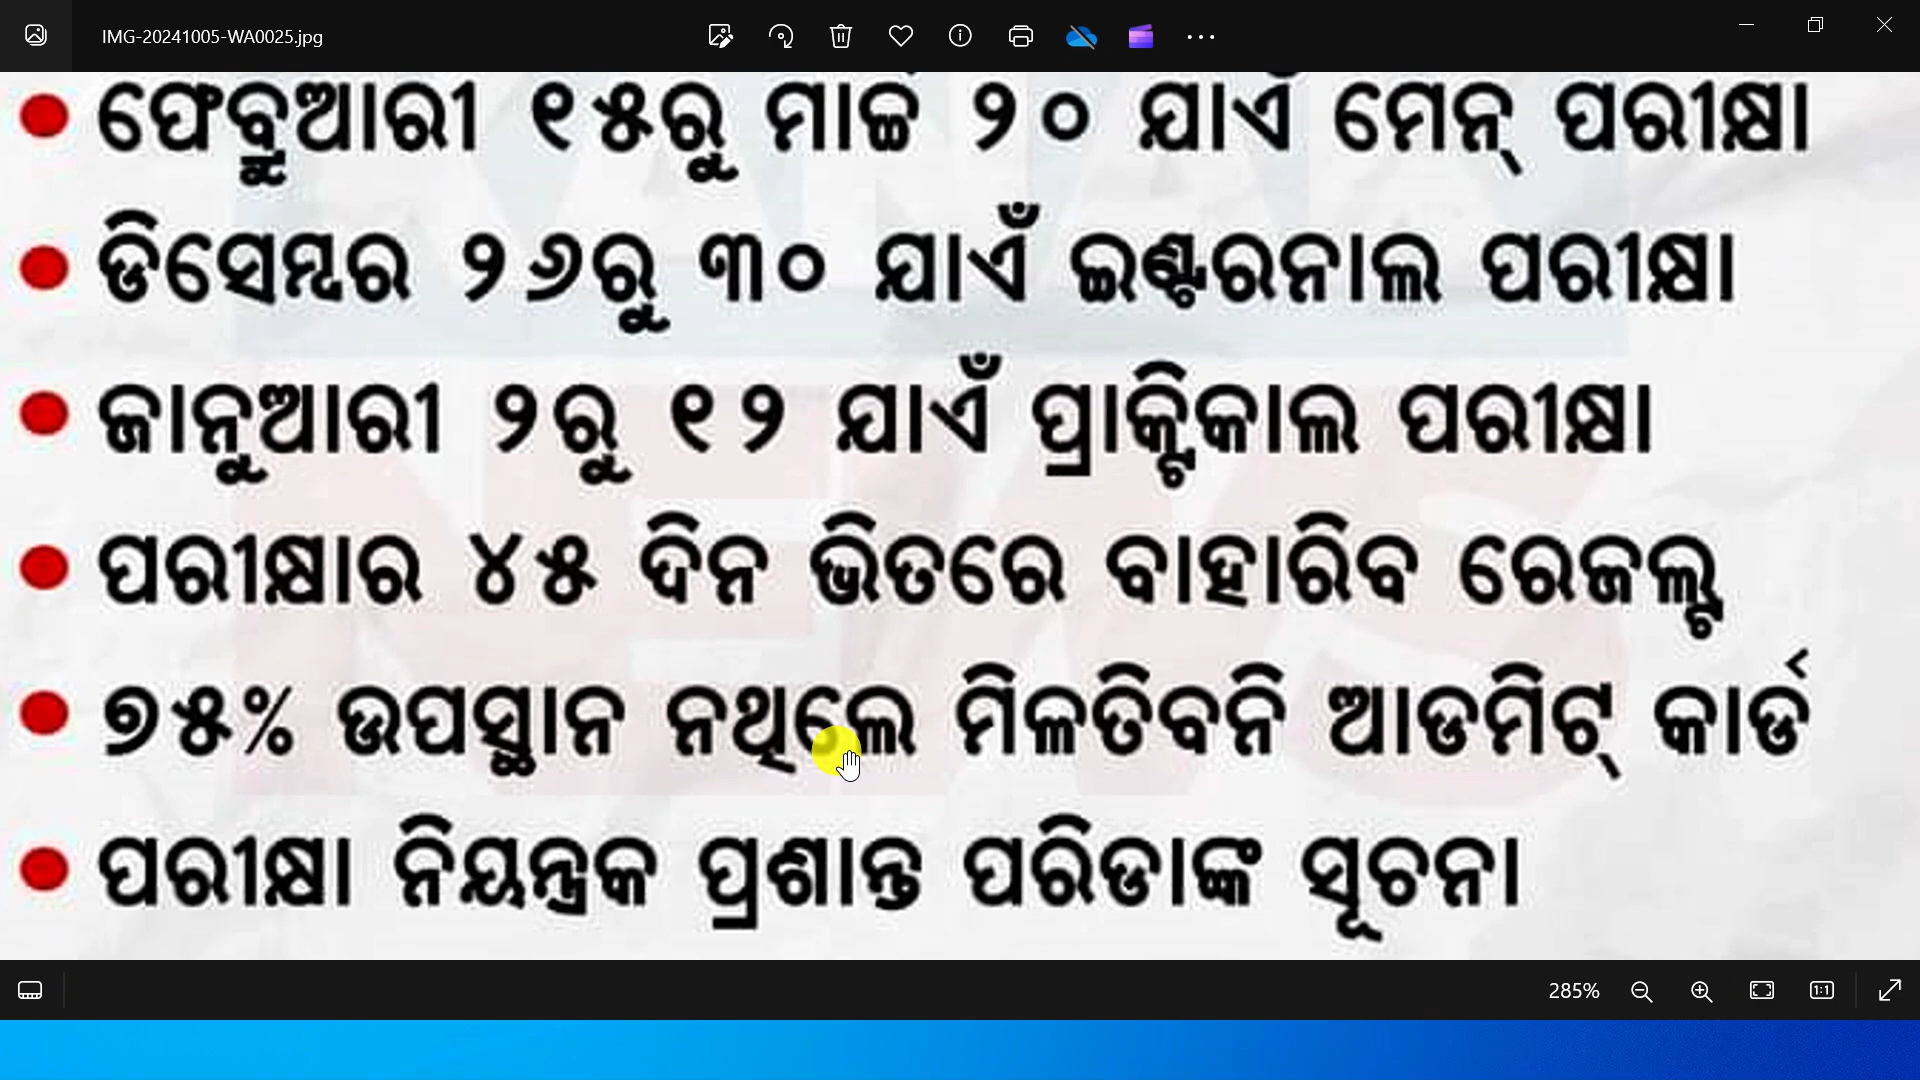 IMG-20241005-WA0025.jpg
ଫେବୃଆରୀ ୧୫ରୁ ମାର୍ଚ୍ଚ ୨୦ ଯାଏଁ ମେନ୍ ପରୀକ୍ଷା
ଡିସେମ୍ବର ୨୬ରୁ ୩୦ ଯାଏଁ ଇଣ୍ଟରନାଲ ପରୀକ୍ଷା
ଜାନୁଆରୀ ୨ରୁ ୧୨ ଯାଏଁ ପ୍ରାକ୍ଟିକାଲ ପରୀକ୍ଷା
ପରୀକ୍ଷାର ୪୫ ଦିନ ଭିତରେ ବାହାରିବ ରେଜଲ୍ଟ
୭୫% ଉପସ୍ଥାନ ନଥିଲେ ମିଳତିବନି ଆଡମିଟ୍ କାର୍ଡ
ପରୀକ୍ଷା ନିୟନ୍ତ୍ରକ ପ୍ରଶାନ୍ତ ପରିଡାଙ୍କ ସୂଚନା
285%